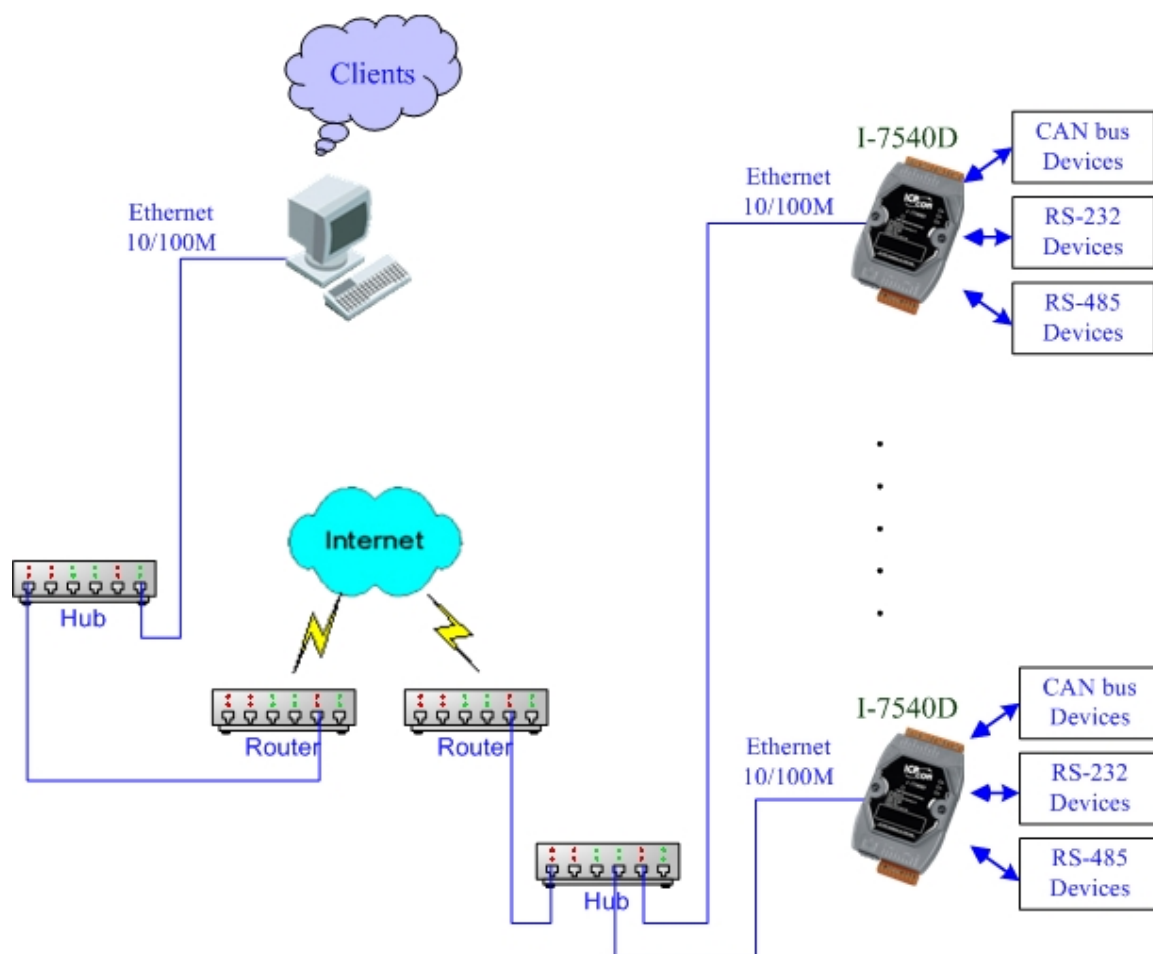 Clients
Ethernet
10/100M
I-7540D
Ethernet
10/100M
CAN bus
Devices
RS-232
Devices
RS-485
Devices
Internet
Hub
Router
Router
I-7540D
Ethernet
10/100M
CAN bus
Devices
RS-232
Devices
RS-485
Devices
Hub